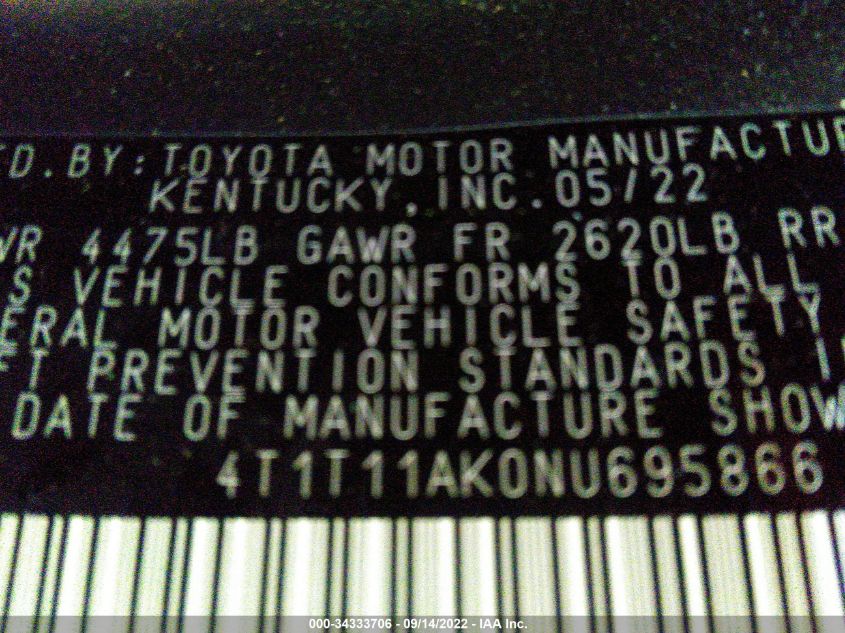 TD.BY:TOYOTA MOTOR MANUFACTUR
KENTUCKY,INC.05/22
WR 4475LB GAWR FR 2620LB RR
S VEHICLE CONFORMS TO ALL
ERAL MOTOR VEHICLE SAFETY
FT PREVENTION STANDARDS I
DATE OF MANUFACTURE SHOW
4T1T11AK0NU695866
000-34333706 - 09/14/2022 - IAA Inc.